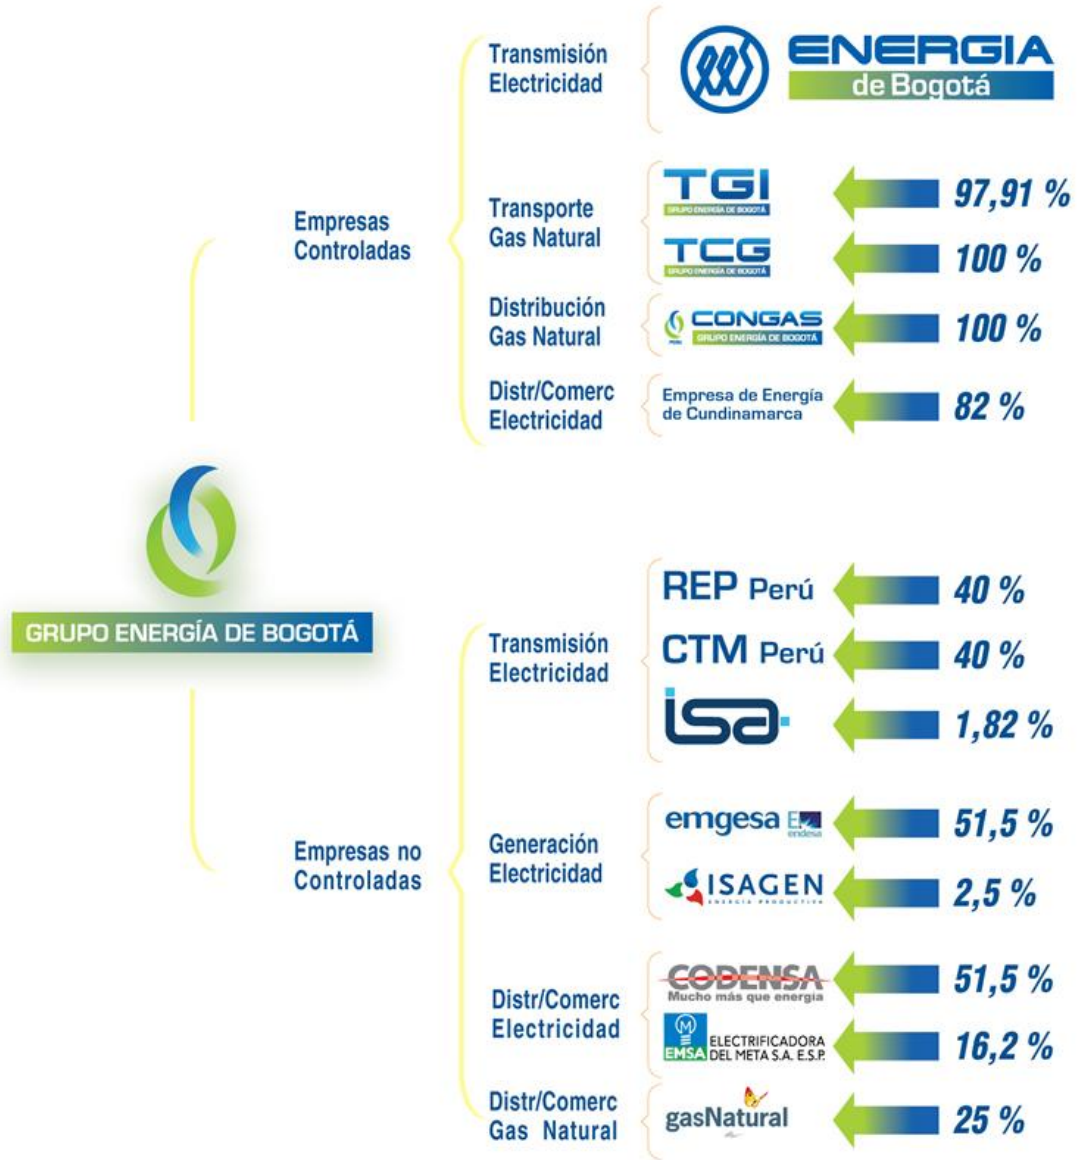 Transmisión
Electricidad
ENERGIA
de Bogotá
Empresas
Controladas
Transporte
Gas Natural
TGI
GRUPO ENERGÍA DE BOGOTÁ
97,91 %
TCG
GRUPO ENERGÍA DE BOGOTÁ
100 %
Distribución
Gas Natural
CONGAS
PERÚ
GRUPO ENERGÍA DE BOGOTÁ
100 %
Distr/Comerc
Electricidad
Empresa de Energía
de Cundinamarca
82 %
GRUPO ENERGÍA DE BOGOTÁ
Empresas no
Controladas
Transmisión
Electricidad
REP Perú
40 %
CTM Perú
40 %
isa
1,82 %
Generación
Electricidad
emgesa
endesa
51,5 %
ISAGEN
ENERGÍA PRODUCTIVA
2,5 %
Distr/Comerc
Electricidad
CODENSA
Mucho más que energía
51,5 %
EMSA
ELECTRIFICADORA
DEL META S.A. E.S.P.
16,2 %
Distr/Comerc
Gas Natural
gasNatural
25 %